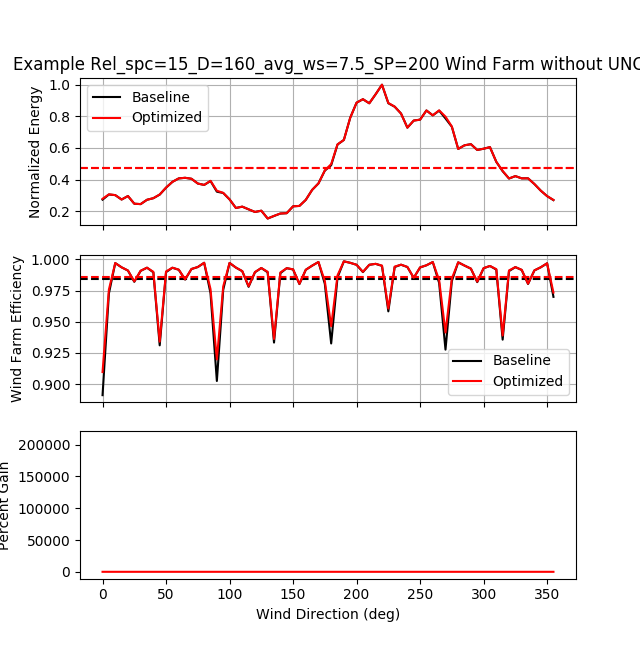 Example Rel_spc=15_D=160_avg_ws=7.5_SP=200 Wind Farm without UNC
Normalized Energy
1.0
0.8
0.6
0.4
0.2
Baseline
Optimized
Wind Farm Efficiency
1.000
0.975
0.950
0.925
0.900
Baseline
Optimized
Percent Gain
200000
150000
100000
50000
0
0 50 100 150 200 250 300 350
Wind Direction (deg)